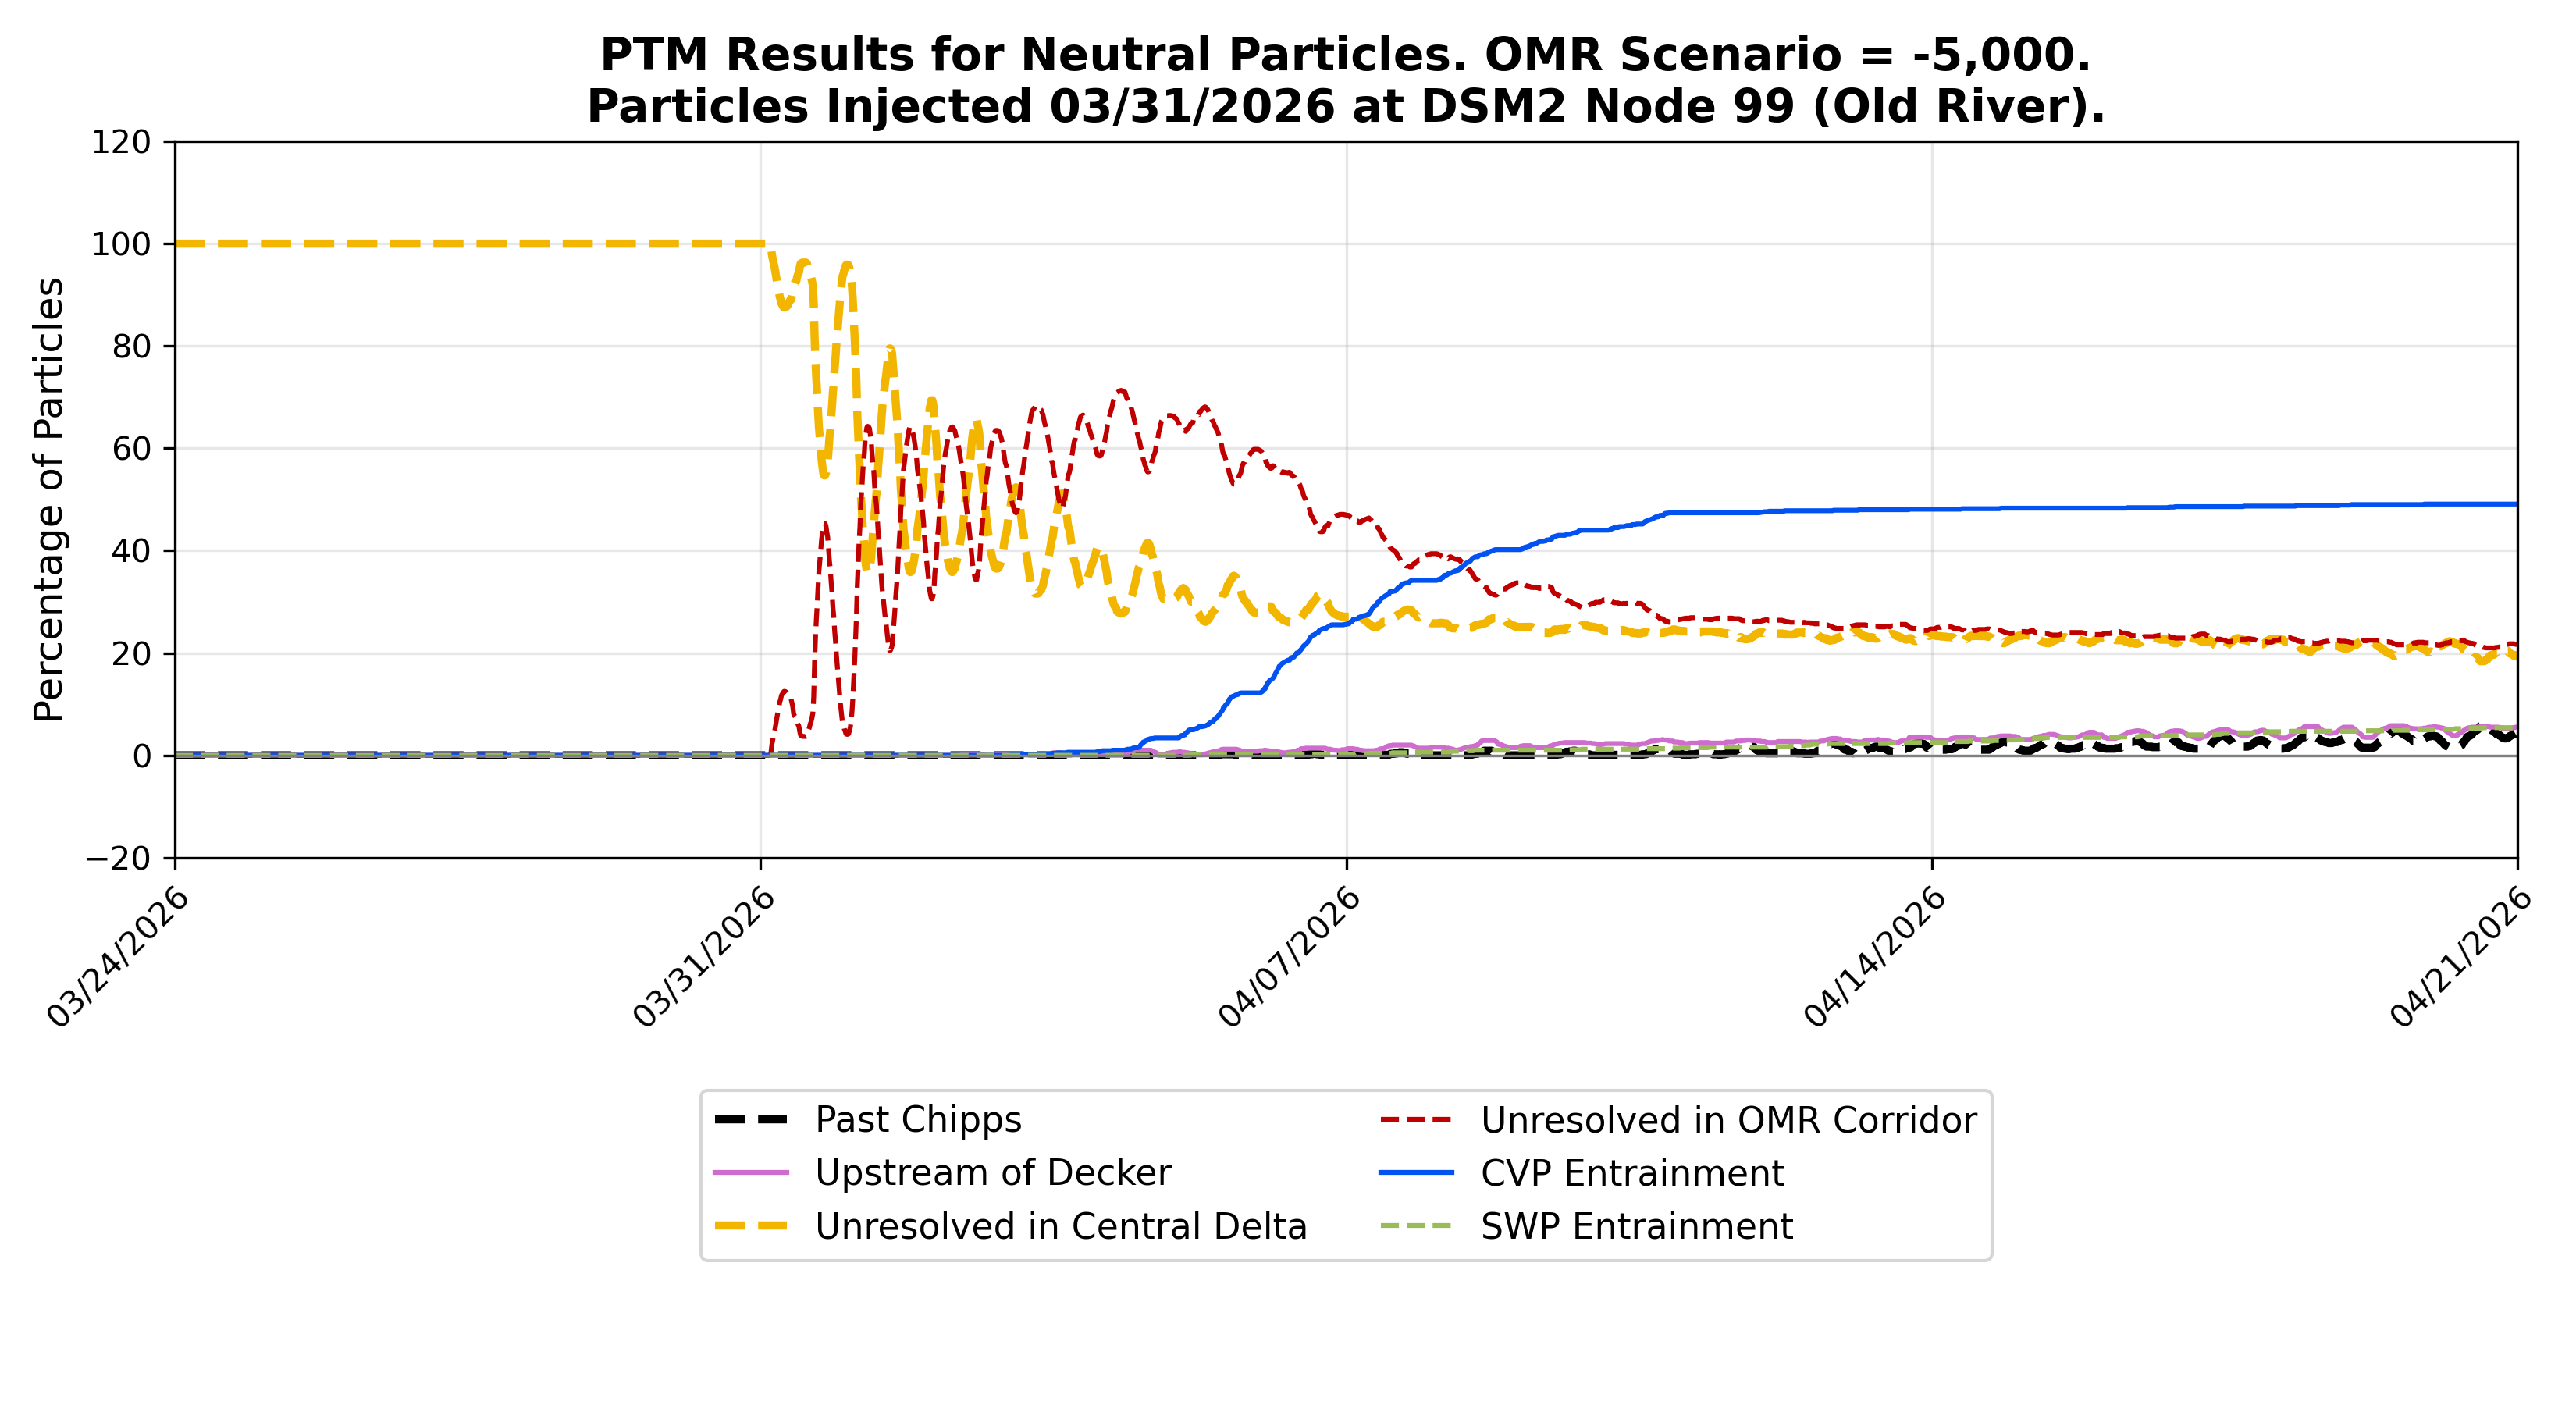 PTM Results for Neutral Particles. OMR Scenario = -5,000.
Particles Injected 03/31/2026 at DSM2 Node 99 (Old River).
Percentage of Particles
120
100
80
60
40
20
0
−20
03/24/2026
03/31/2026
04/07/2026
04/14/2026
04/21/2026
Past Chipps
Upstream of Decker
Unresolved in Central Delta
Unresolved in OMR Corridor
CVP Entrainment
SWP Entrainment